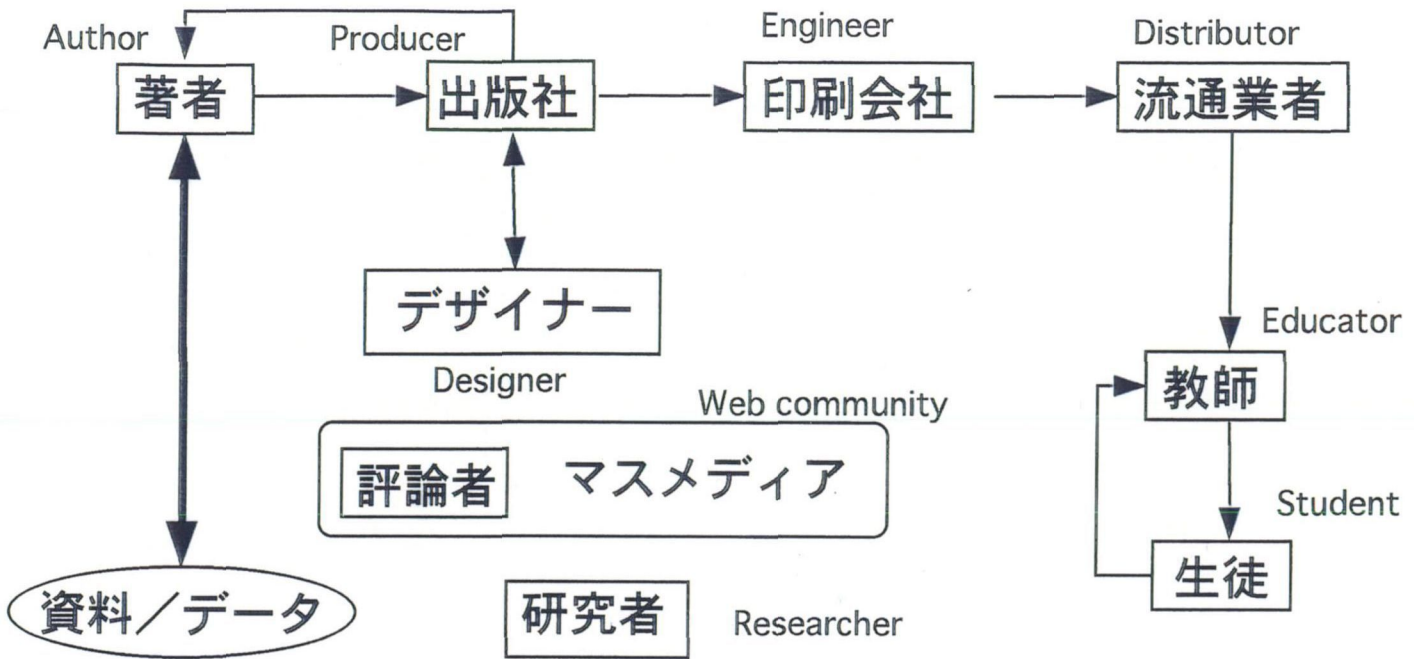 Author
Producer
Engineer
Distributor
著者
出版社
印刷会社
流通業者
デザイナー
Designer
Educator
教師
Web community
評論者
マスメディア
Student
生徒
資料／データ
研究者
Researcher